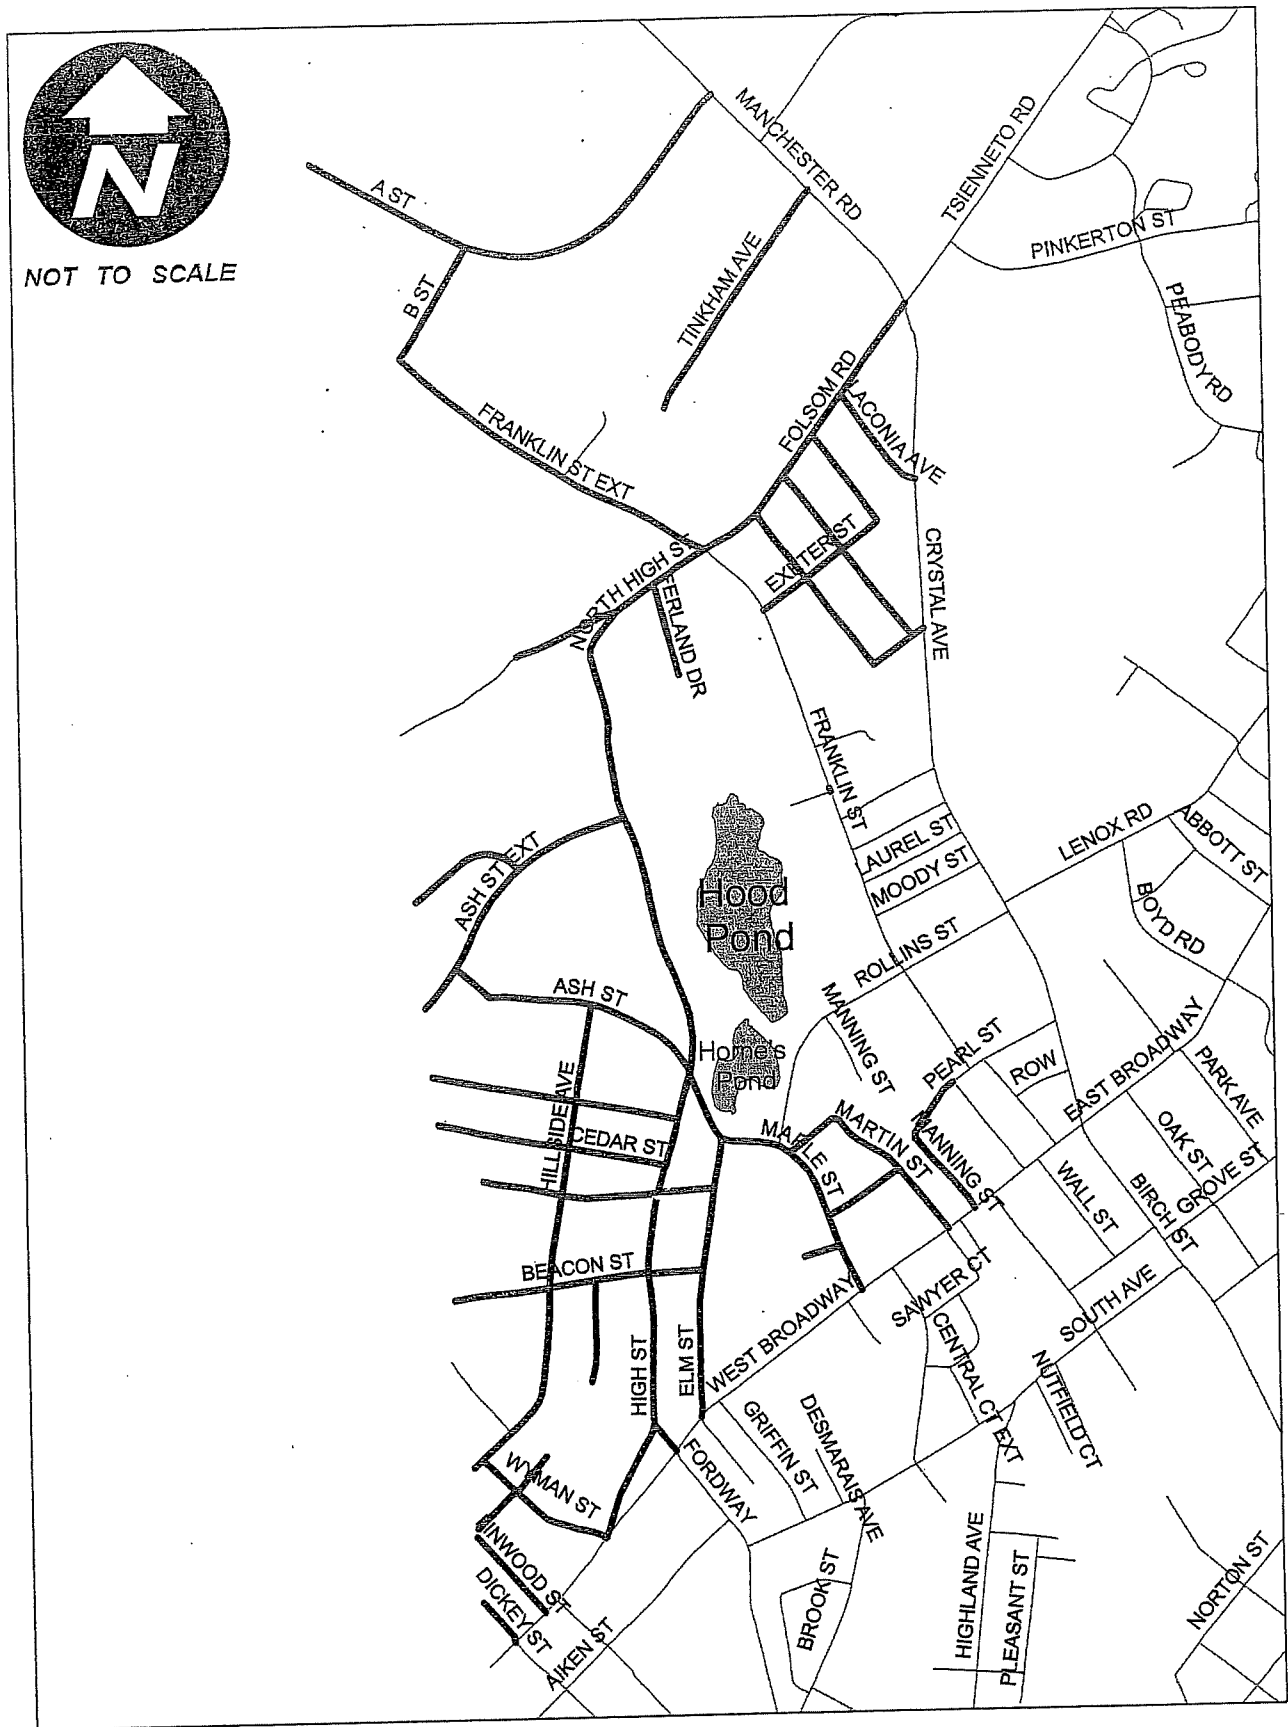 N
NOT TO SCALE
MANCHESTER RD
TSIENNETO RD
A ST
PINKERTON ST
B ST
TINKHAM AVE
PEABODY RD
FOLSOM RD
LACONIA AVE
FRANKLIN ST EXT
EXETER ST
NORTH HIGH ST
FERLAND DR
CRYSTAL AVE
FRANKLIN ST
LENOX RD
ABBOTT ST
LAUREL ST
MOODY ST
ASH ST EXT
Hood
Pond
BOYD RD
ROLLINS ST
ASH ST
MANNING ST
Horne's
Pond
PEARL ST
ROW
EAST BROADWAY
PARK AVE
HILLSIDE AVE
CEDAR ST
MAPLE ST
MARTIN ST
MANNING ST
OAK ST
GROVE ST
WALL ST
BIRCH ST
BEACON ST
SAWYER CT
SOUTH AVE
WEST BROADWAY
HIGH ST
ELM ST
CENTRAL CT EXT
NUTFIELD CT
GRIFFIN ST
DESMARAIS AVE
FORDWAY
WYMAN ST
INWOOD ST
DICKEY ST
AIKEN ST
BROOK ST
HIGHLAND AVE
PLEASANT ST
NORTON ST